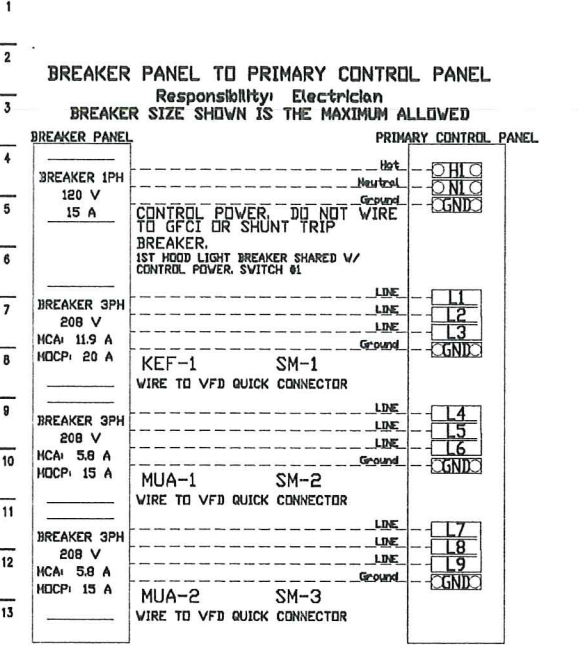 1
2
BREAKER PANEL TO PRIMARY CONTROL PANEL
Responsibility: Electrician
3
BREAKER SIZE SHOWN IS THE MAXIMUM ALLOWED
BREAKER PANEL
PRIMARY CONTROL PANEL
4
BREAKER 1PH
120 V
15 A
Hot
H1
Neutral
N1
Ground
GND
5
CONTROL POWER. DO NOT WIRE
TO GFCI OR SHUNT TRIP
BREAKER.
6
1ST HOOD LIGHT BREAKER SHARED W/
CONTROL POWER. SWITCH #1
7
BREAKER 3PH
208 V
MCA: 11.9 A
MOCP: 20 A
LINE
L1
LINE
L2
LINE
L3
Ground
GND
8
KEF-1 SM-1
WIRE TO VFD QUICK CONNECTOR
9
BREAKER 3PH
208 V
MCA: 5.8 A
MOCP: 15 A
LINE
L4
LINE
L5
LINE
L6
Ground
GND
10
MUA-1 SM-2
WIRE TO VFD QUICK CONNECTOR
11
BREAKER 3PH
208 V
MCA: 5.8 A
MOCP: 15 A
LINE
L7
LINE
L8
LINE
L9
Ground
GND
12
MUA-2 SM-3
13
WIRE TO VFD QUICK CONNECTOR